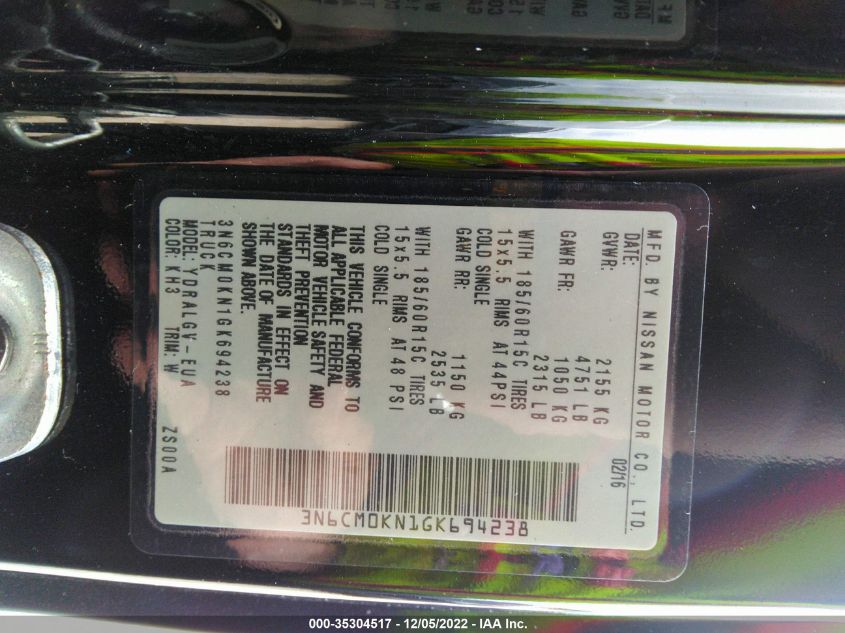 MFD. BY NISSAN MOTOR CO., LTD.
DATE: 02/16
GVWR: 2155 KG
4751 LB
GAWR FR: 1050 KG
2315 LB
WITH 185/60R15C TIRES
15x5.5 RIMS AT 44PSI
COLD SINGLE
GAWR RR: 1150 KG
2535 LB
WITH 185/60R15C TIRES
15x5.5 RIMS AT 48 PSI
COLD SINGLE
THIS VEHICLE CONFORMS TO
ALL APPLICABLE FEDERAL
MOTOR VEHICLE SAFETY AND
THEFT PREVENTION
STANDARDS IN EFFECT ON
THE DATE OF MANUFACTURE
SHOWN ABOVE.
3N6CM0KN1GK694238
TRUCK
MODEL: YDRALGV-EUA
COLOR: KH3 TRIM: W ZS00A
3N6CM0KN1GK694238
000-35304517 - 12/05/2022 - IAA Inc.